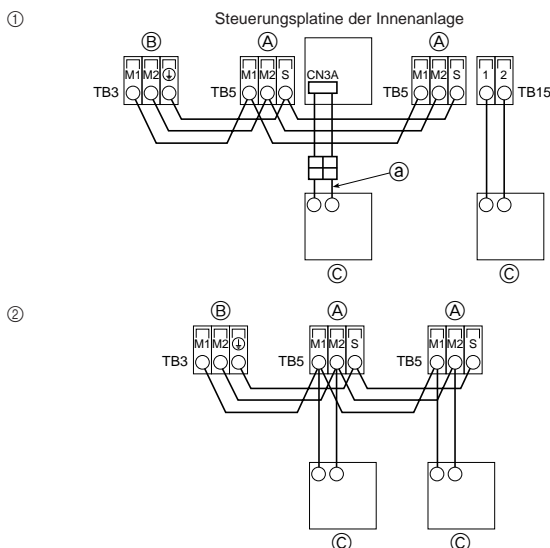 ① Steuerungsplatine der Innenanlage
Ⓑ Ⓐ Ⓐ
CN3A
M1 M2 M1 M2 S M1 M2 S 1 2
TB3 TB5 TB5 TB15
ⓐ
Ⓒ Ⓒ
②
Ⓑ Ⓐ Ⓐ
M1 M2 M1 M2 S M1 M2 S
TB3 TB5 TB5
Ⓒ Ⓒ